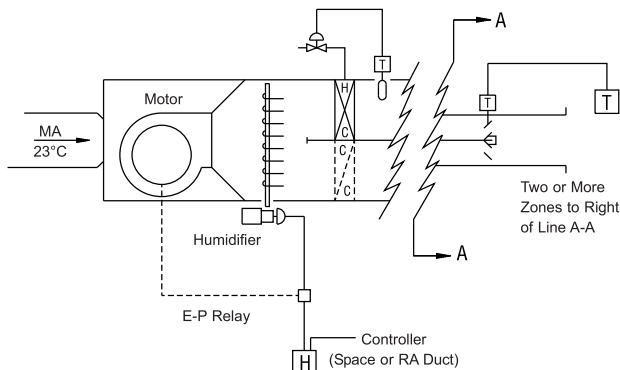 A
T
T
T
H
C
C
C
Motor
MA
23°C
Humidifier
Two or More
Zones to Right
of Line A-A
A
E-P Relay
Controller
(Space or RA Duct)
H